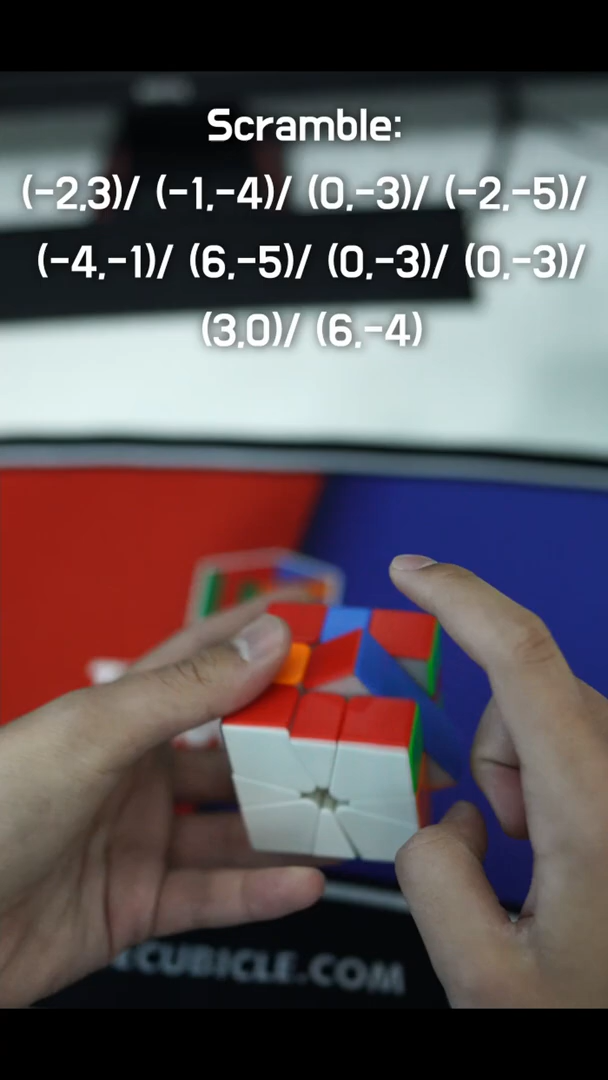 Scramble:
(-2,3)/ (-1,-4)/ (0,-3)/ (-2,-5)/
(-4,-1)/ (6,-5)/ (0,-3)/ (0,-3)/
(3,0)/ (6,-4)
ECUBICLE.COM